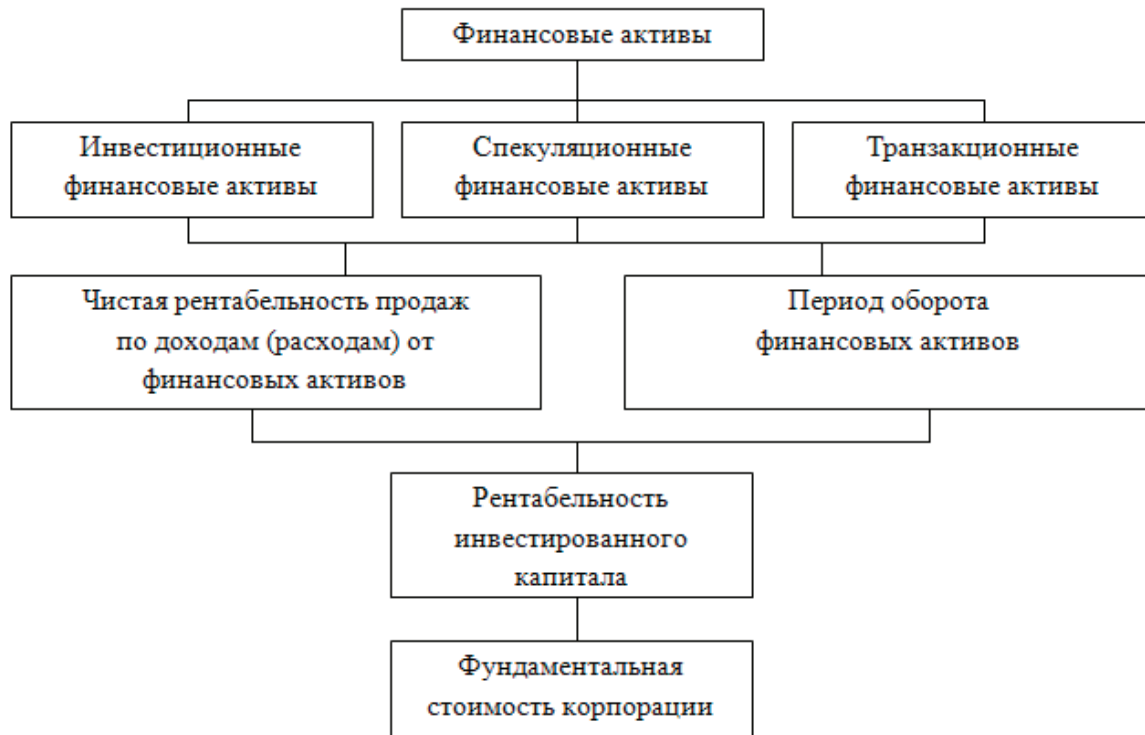 Финансовые активы
Инвестиционные
финансовые активы
Спекуляционные
финансовые активы
Транзакционные
финансовые активы
Чистая рентабельность продаж
по доходам (расходам) от
финансовых активов
Период оборота
финансовых активов
Рентабельность
инвестированного
капитала
Фундаментальная
стоимость корпорации